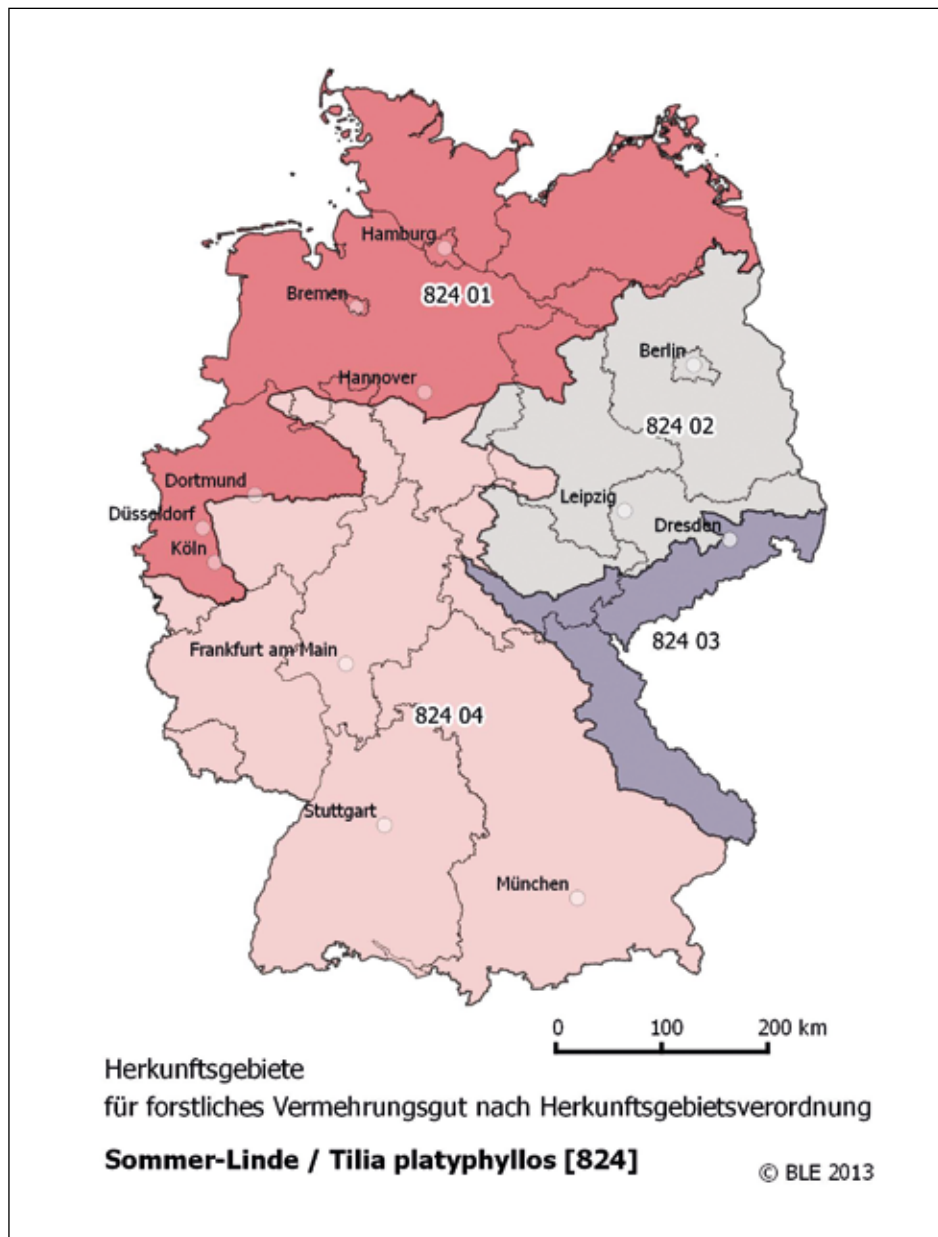 Hamburg
824 01
Bremen
Berlin
Hannover
824 02
Dortmund
Leipzig
Düsseldorf
Dresden
Köln
824 03
Frankfurt am Main
824 04
Stuttgart
München
0 100 200 km
Herkunftsgebiete
für forstliches Vermehrungsgut nach Herkunftsgebietsverordnung
Sommer-Linde / Tilia platyphyllos [824]
© BLE 2013